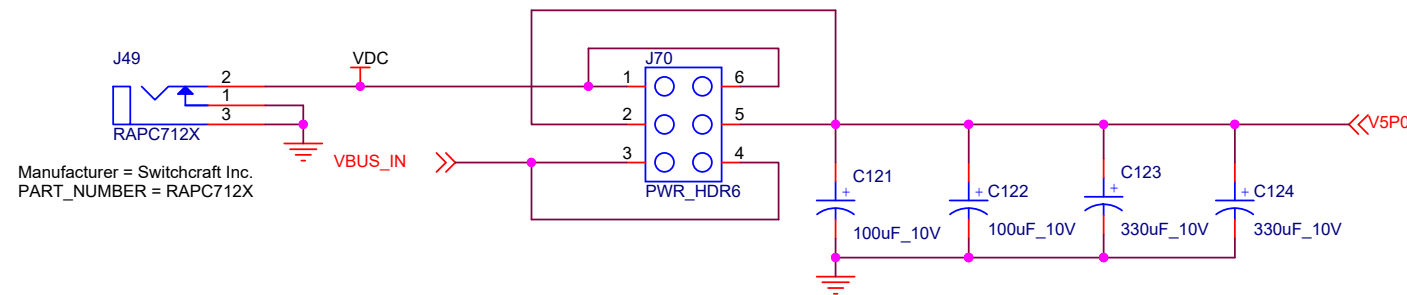 J49
VDC
J70
2
1
3
RAPC712X
Manufacturer = Switchcraft Inc.
PART_NUMBER = RAPC712X
VBUS_IN
1
6
2
5
3
4
PWR_HDR6
V5P0
C121
+
100uF_10V
+
C122
100uF_10V
C123
+
330uF_10V
+
C124
330uF_10V